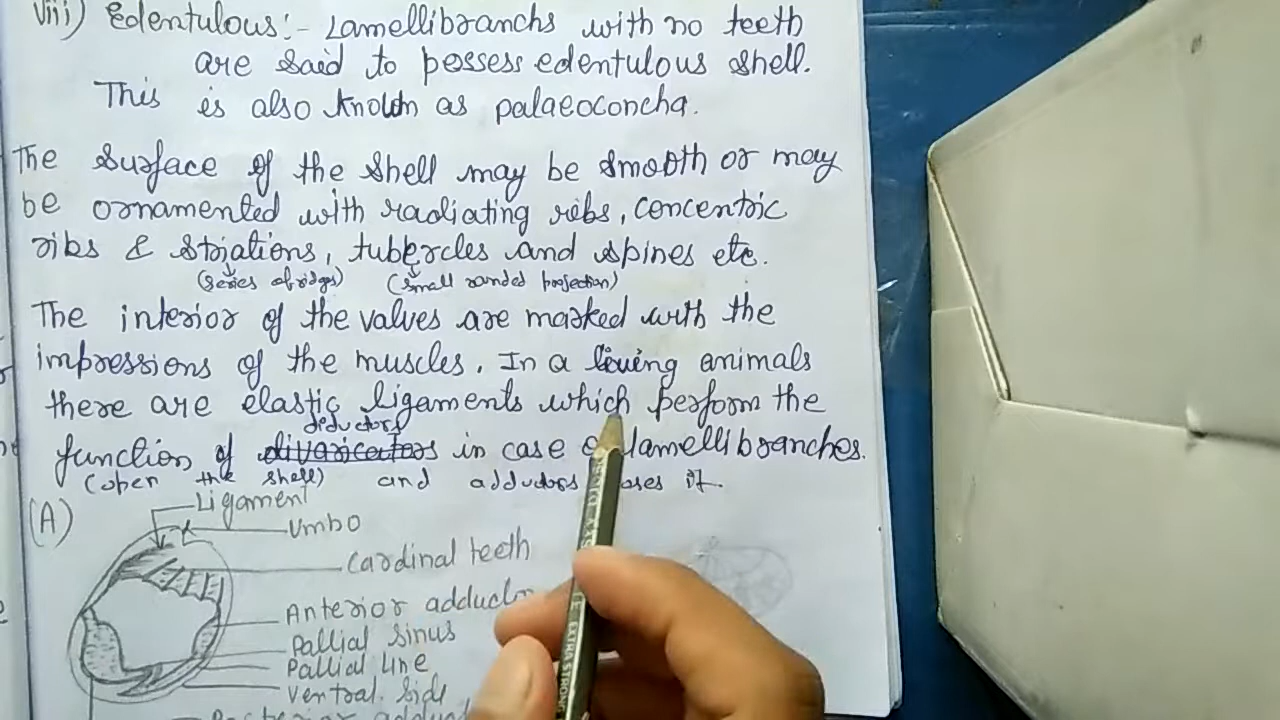 viii) Edentulous:- Lamellibranchs with no teeth
are said to possess edentulous shell.
This is also known as palaeoconcha.
The surface of the shell may be smooth or may
be ornamented with radiating ribs, concentric
ribs & striations, tubercles and spines etc.
(series of ridges) (small rounded projection)
The interior of the valves are marked with the
impressions of the muscles. In a living animals
there are elastic ligaments which perform the
deductors
function of divaricators in case of lamellibranches.
(open the shell) and adductors it.
(A)
Ligament
Umbo
Cardinal teeth
Anterior adductor
Pallial sinus
Pallial line
Ventral side